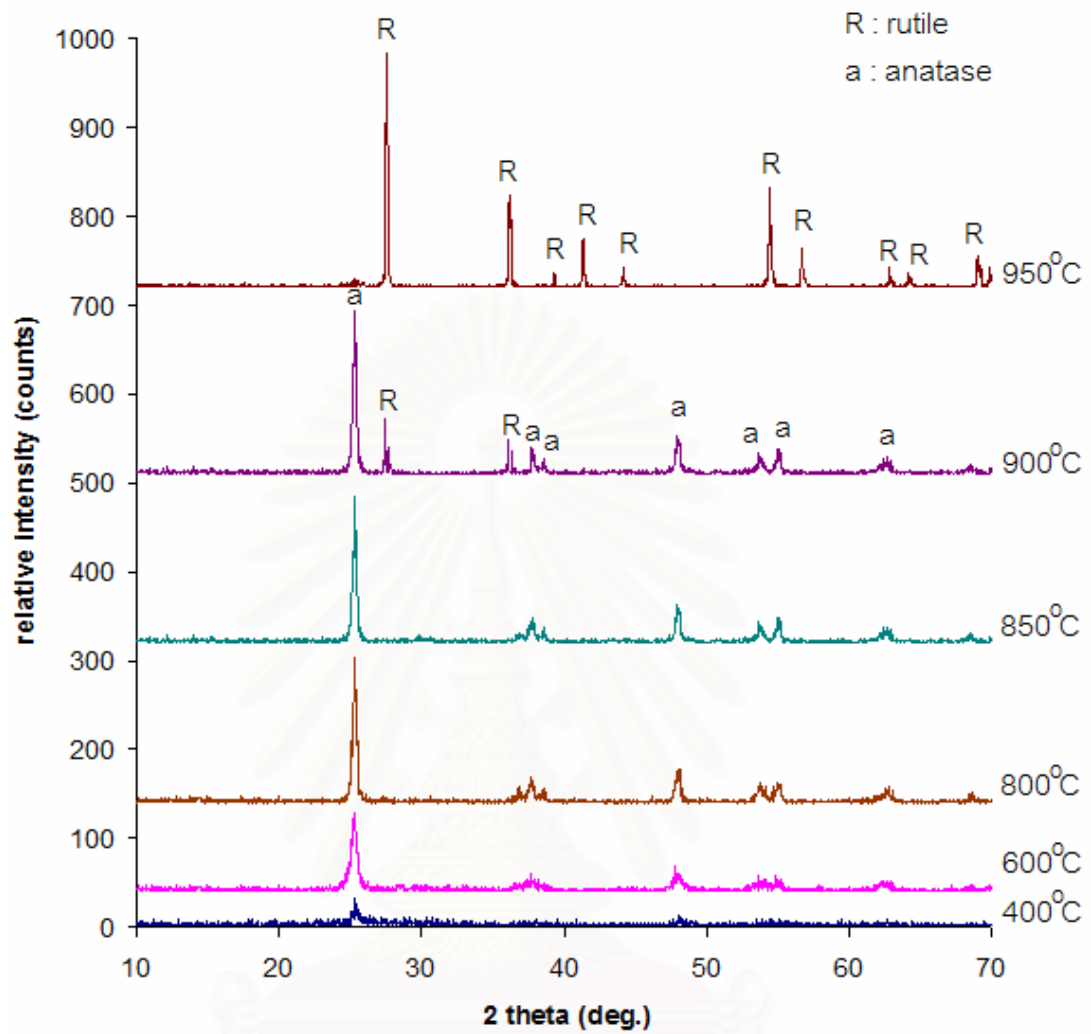 R : rutile
a : anatase
R
R R R R R R R R R
950°C
a R R a a a a a a
900°C
850°C
800°C
600°C
400°C
1000
900
800
700
600
500
400
300
200
100
0
10 20 30 40 50 60 70
relative Intensity (counts)
2 theta (deg.)